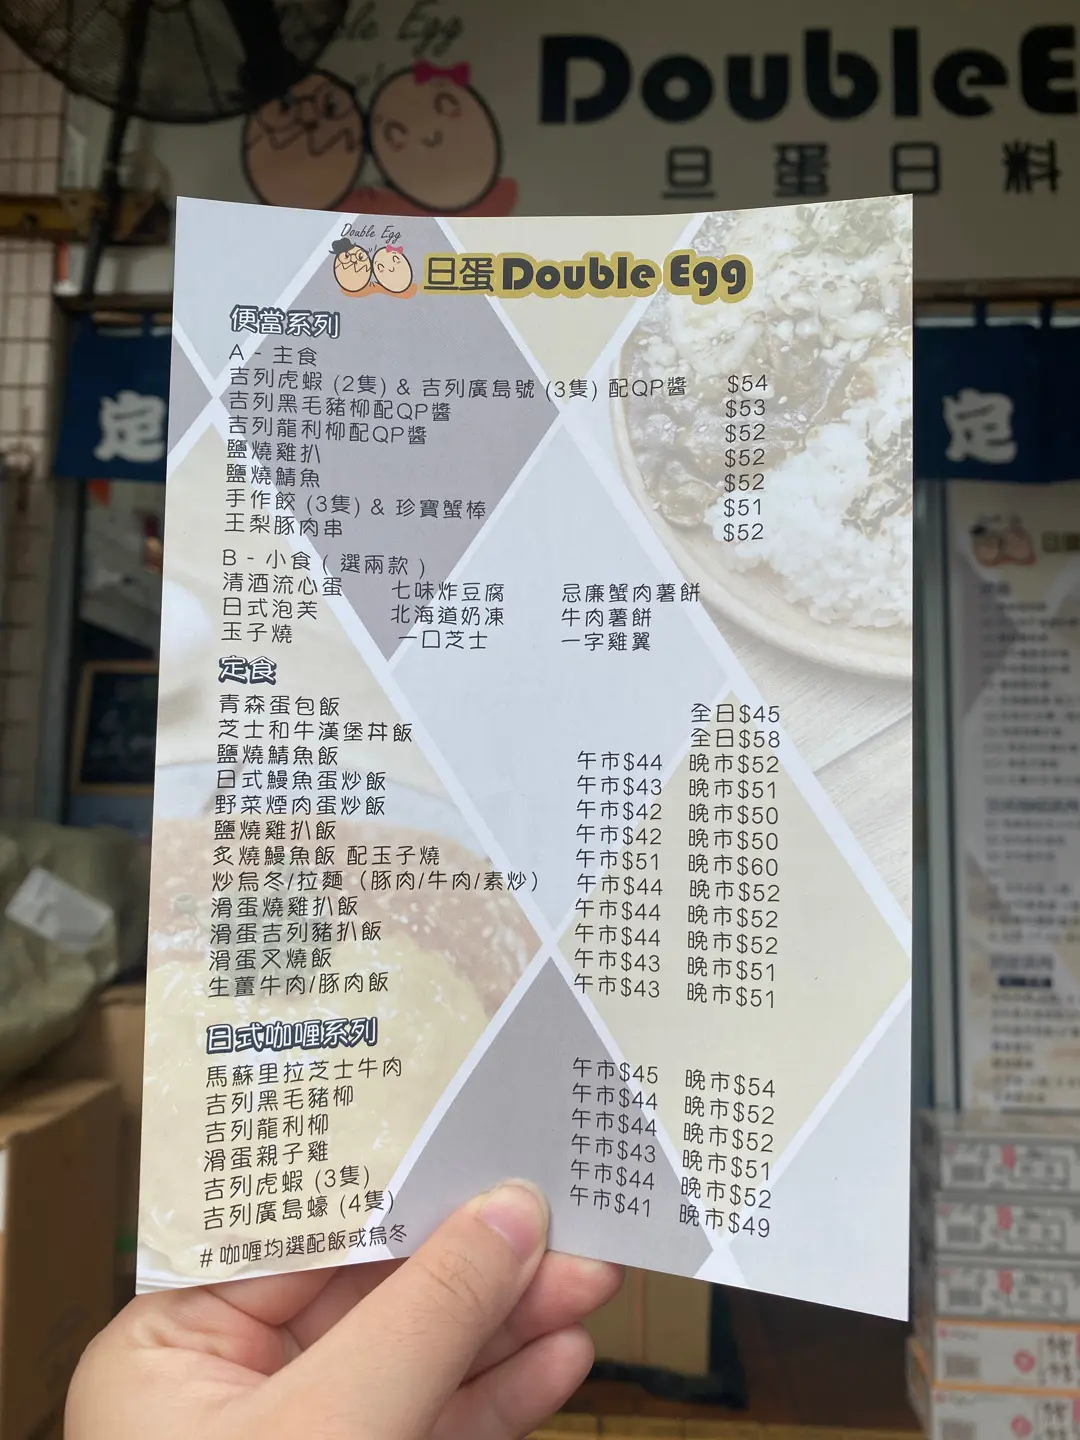 Double Egg
DoubleE
旦蛋日料
Double Egg
旦蛋Double Egg
便當系列
A - 主食
吉列虎蝦 (2隻) & 吉列廣島號 (3隻) 配QP醬 $54
吉列黑毛豬柳配QP醬 $53
吉列龍利柳配QP醬 $52
鹽燒雞扒 $52
鹽燒鯖魚 $52
手作餃 (3隻) & 珍寶蟹棒 $51
王梨豚肉串 $52
B - 小食 ( 選兩款 )
清酒流心蛋 七味炸豆腐 忌廉蟹肉薯餅
日式泡芙 北海道奶凍 牛肉薯餅
玉子燒 一口芝士 一字雞翼
定食
青森蛋包飯 全日$45
芝士和牛漢堡丼飯 全日$58
鹽燒鯖魚飯 午市$44 晚市$52
日式鰻魚蛋炒飯 午市$43 晚市$51
野菜煙肉蛋炒飯 午市$42 晚市$50
鹽燒雞扒飯 午市$42 晚市$50
炙燒鰻魚飯 配玉子燒 午市$51 晚市$60
炒烏冬/拉麵 (豚肉/牛肉/素炒) 午市$44 晚市$52
滑蛋燒雞扒飯 午市$44 晚市$52
滑蛋吉列豬扒飯 午市$44 晚市$52
滑蛋叉燒飯 午市$43 晚市$51
生薑牛肉/豚肉飯 午市$43 晚市$51
日式咖喱系列
馬蘇里拉芝士牛肉 午市$45 晚市$54
吉列黑毛豬柳 午市$44 晚市$52
吉列龍利柳 午市$44 晚市$52
滑蛋親子雞 午市$43 晚市$51
吉列虎蝦 (3隻) 午市$44 晚市$52
吉列廣島蠔 (4隻) 午市$41 晚市$49
# 咖喱均選配飯或烏冬
定
定